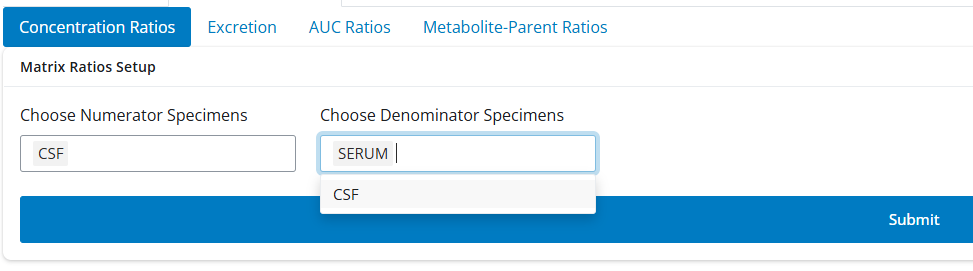 Concentration Ratios Excretion AUC Ratios Metabolite-Parent Ratios
Matrix Ratios Setup
Choose Numerator Specimens Choose Denominator Specimens
CSF SERUM
CSF
Submit